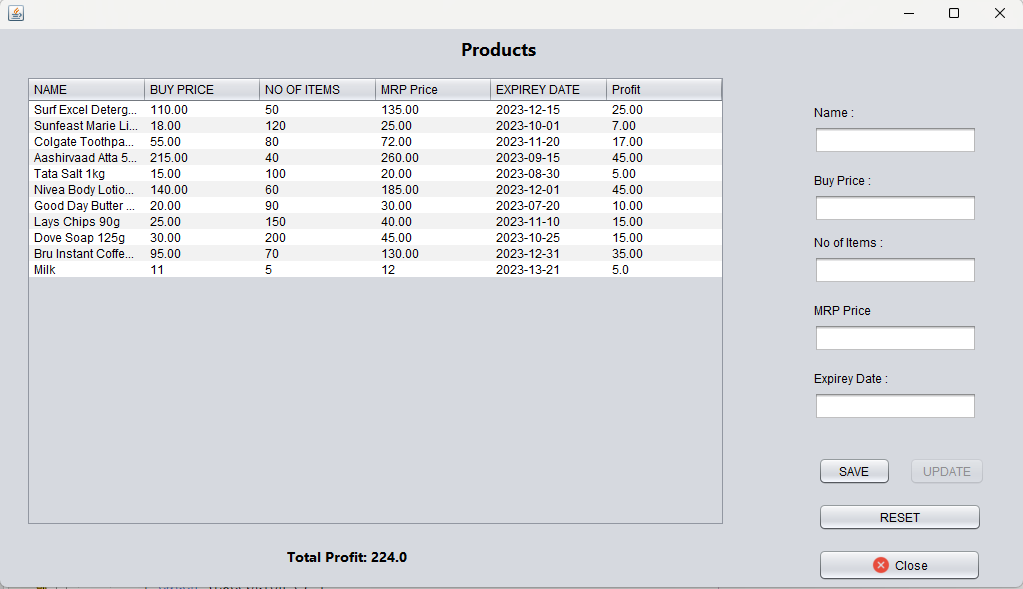 Products
NAME BUY PRICE NO OF ITEMS MRP Price EXPIREY DATE Profit
Surf Excel Deterg... 110.00 50 135.00 2023-12-15 25.00
Sunfeast Marie Li... 18.00 120 25.00 2023-10-01 7.00
Colgate Toothpa... 55.00 80 72.00 2023-11-20 17.00
Aashirvaad Atta 5... 215.00 40 260.00 2023-09-15 45.00
Tata Salt 1kg 15.00 100 20.00 2023-08-30 5.00
Nivea Body Lotio... 140.00 60 185.00 2023-12-01 45.00
Good Day Butter ... 20.00 90 30.00 2023-07-20 10.00
Lays Chips 90g 25.00 150 40.00 2023-11-10 15.00
Dove Soap 125g 30.00 200 45.00 2023-10-25 15.00
Bru Instant Coffe... 95.00 70 130.00 2023-12-31 35.00
Milk 11 5 12 2023-13-21 5.0
Total Profit: 224.0
Name :
Buy Price :
No of Items :
MRP Price
Expirey Date :
SAVE UPDATE
RESET
Close